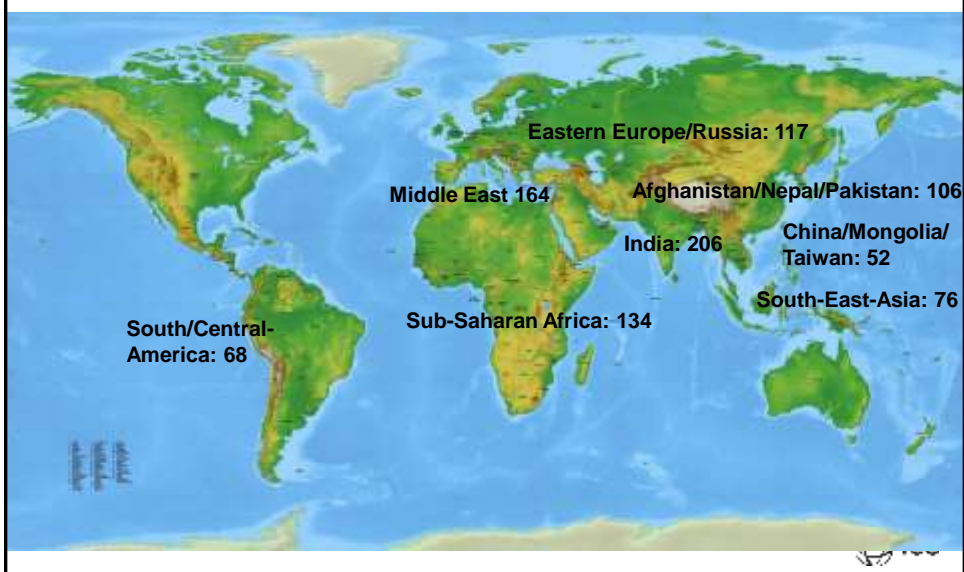 Eastern Europe/Russia: 117
Middle East 164
Afghanistan/Nepal/Pakistan: 106
India: 206
China/Mongolia/
Taiwan: 52
South-East-Asia: 76
Sub-Saharan Africa: 134
South/Central-
America: 68